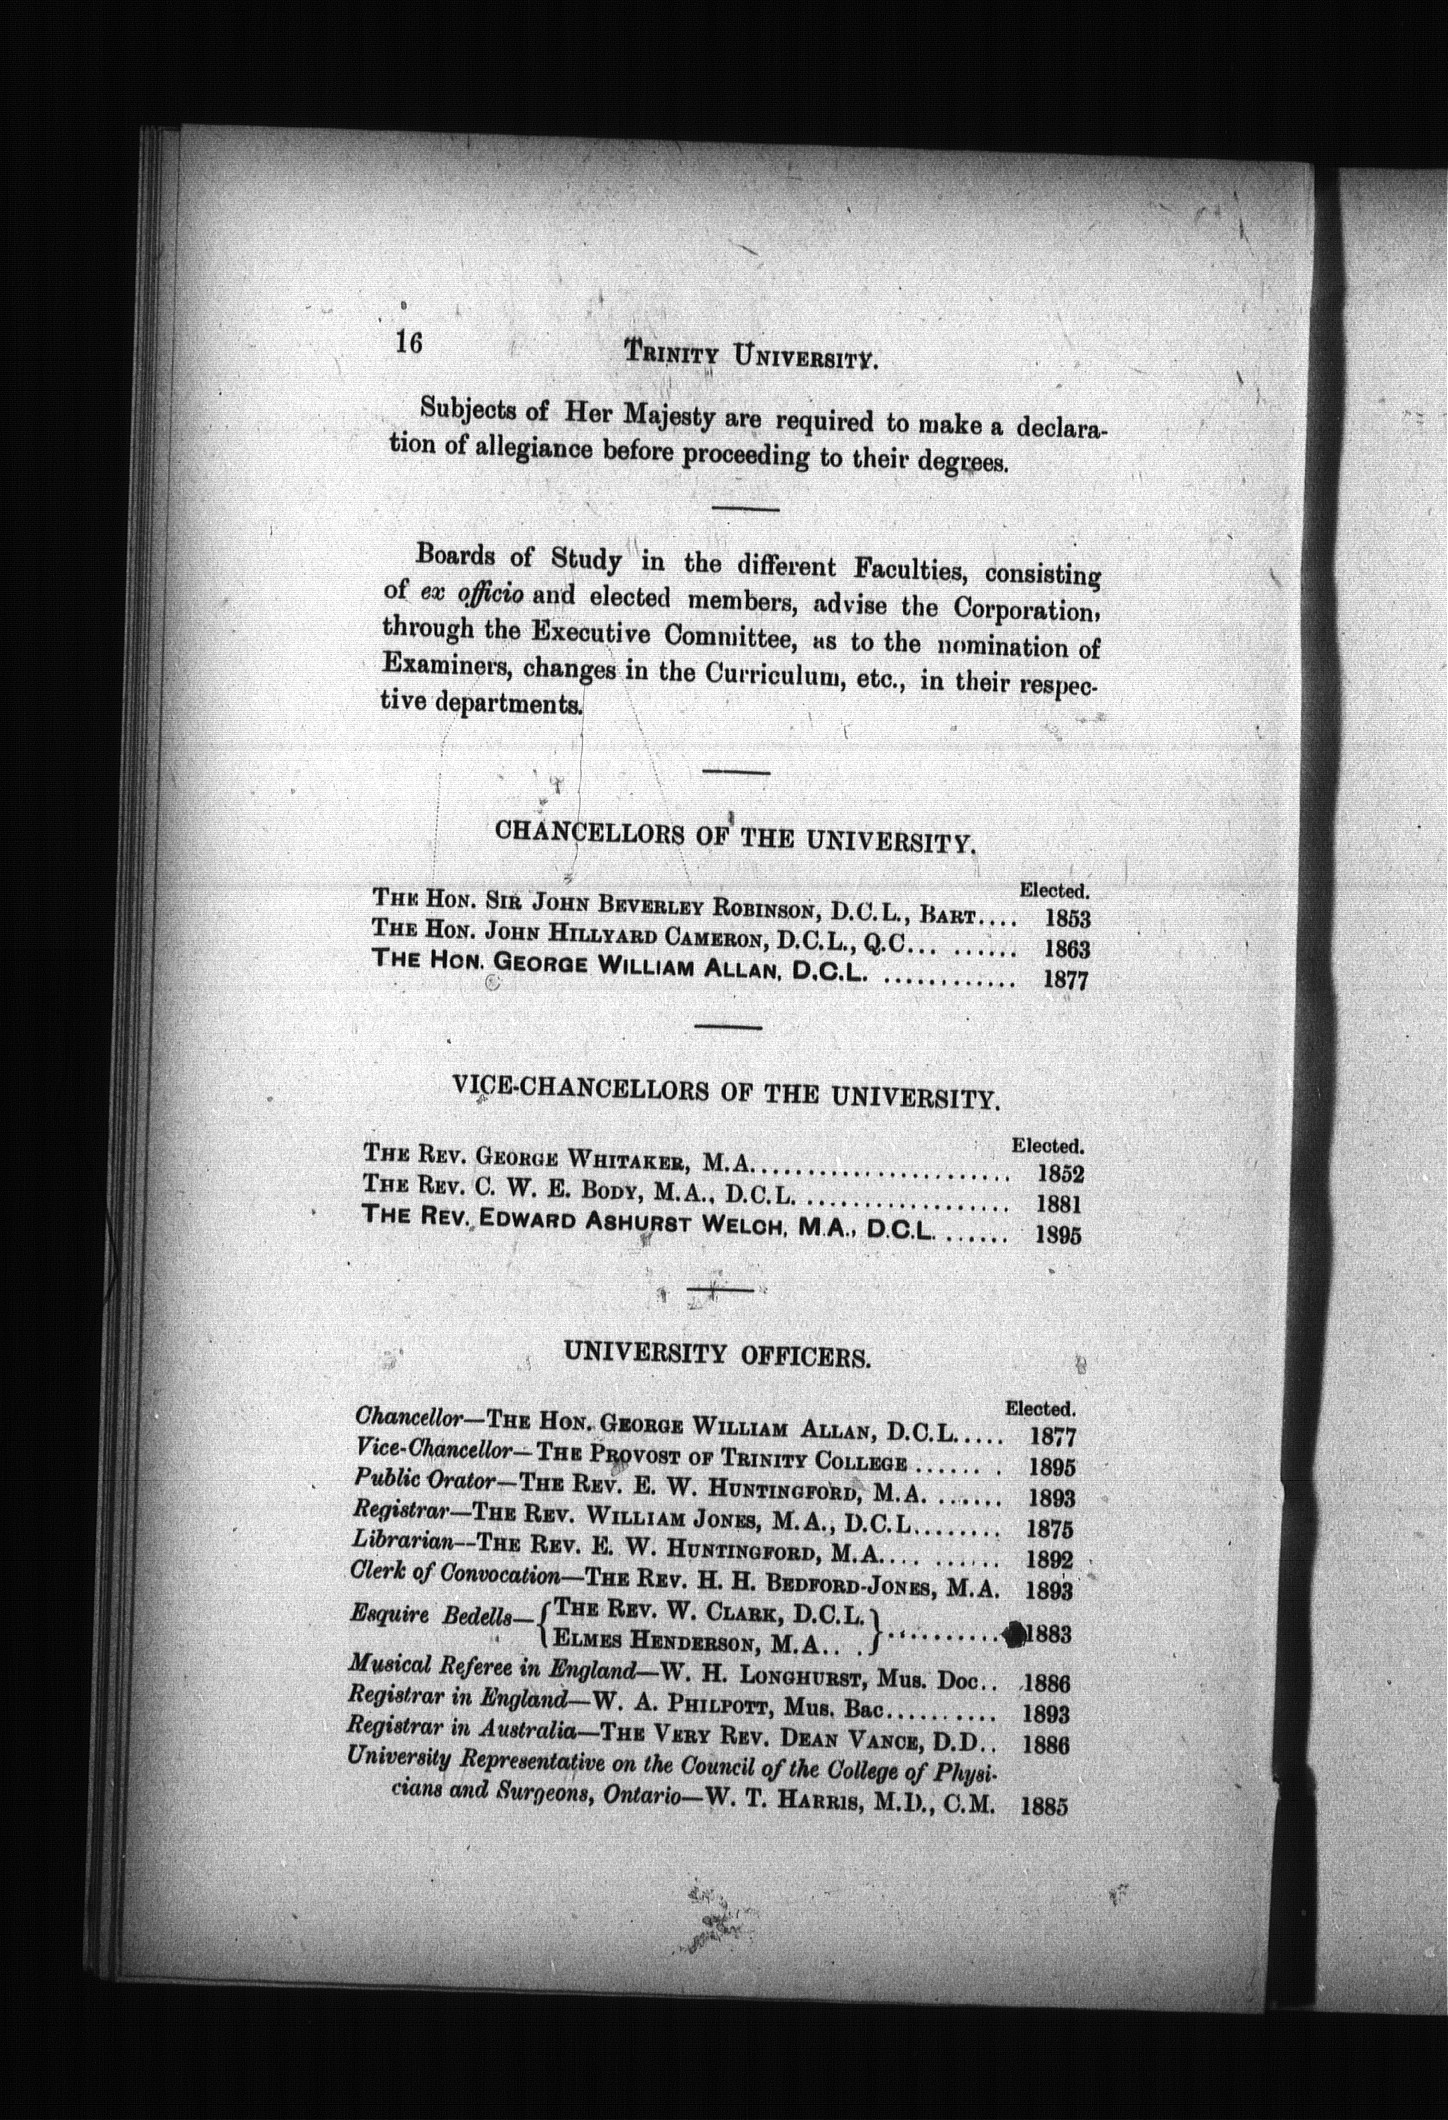 16
TRINITY UNIVERSITY.
Subjects of Her Majesty are required to make a declara-
tion of allegiance before proceeding to their degrees.
Boards of Study in the different Faculties, consisting
of ex officio and elected members, advise the Corporation,
through the Executive Committee, as to the nomination of
Examiners, changes in the Curriculum, etc., in their respec-
tive departments.
CHANCELLORS OF THE UNIVERSITY.
Elected.
THE HON. SIR JOHN BEVERLEY ROBINSON, D.C.L., BART.... 1853
THE HON. JOHN HILLYARD CAMERON, D.C.L., Q.C... ...... 1863
THE HON. GEORGE WILLIAM ALLAN, D.C.L. ............ 1877
VICE-CHANCELLORS OF THE UNIVERSITY.
Elected.
THE REV. GEORGE WHITAKER, M.A........................ 1852
THE REV. C. W. E. BODY, M.A., D.C.L. ................... 1881
THE REV. EDWARD ASHURST WELCH, M.A., D.C.L. ...... 1895
UNIVERSITY OFFICERS.
Elected.
Chancellor—THE HON. GEORGE WILLIAM ALLAN, D.C.L..... 1877
Vice-Chancellor—THE PROVOST OF TRINITY COLLEGE ...... . 1895
Public Orator—THE REV. E. W. HUNTINGFORD, M.A. ....... 1893
Registrar—THE REV. WILLIAM JONES, M.A., D.C.L........ 1875
Librarian--THE REV. E. W. HUNTINGFORD, M.A.... ...... 1892
Clerk of Convocation—THE REV. H. H. BEDFORD-JONES, M.A. 1893
Esquire Bedells—{THE REV. W. CLARK, D.C.L.
ELMES HENDERSON, M.A.. .}.......... 1883
Musical Referee in England—W. H. LONGHURST, Mus. Doc.. 1886
Registrar in England—W. A. PHILPOTT, Mus. Bac.......... 1893
Registrar in Australia—THE VERY REV. DEAN VANCE, D.D.. 1886
University Representative on the Council of the College of Physi-
cians and Surgeons, Ontario—W. T. HARRIS, M.D., C.M. 1885